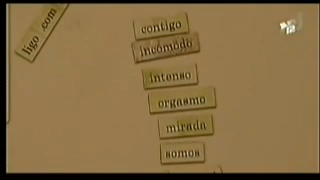 ligo .com
contigo
incómodo
intenso
orgasmo
mirada
somos